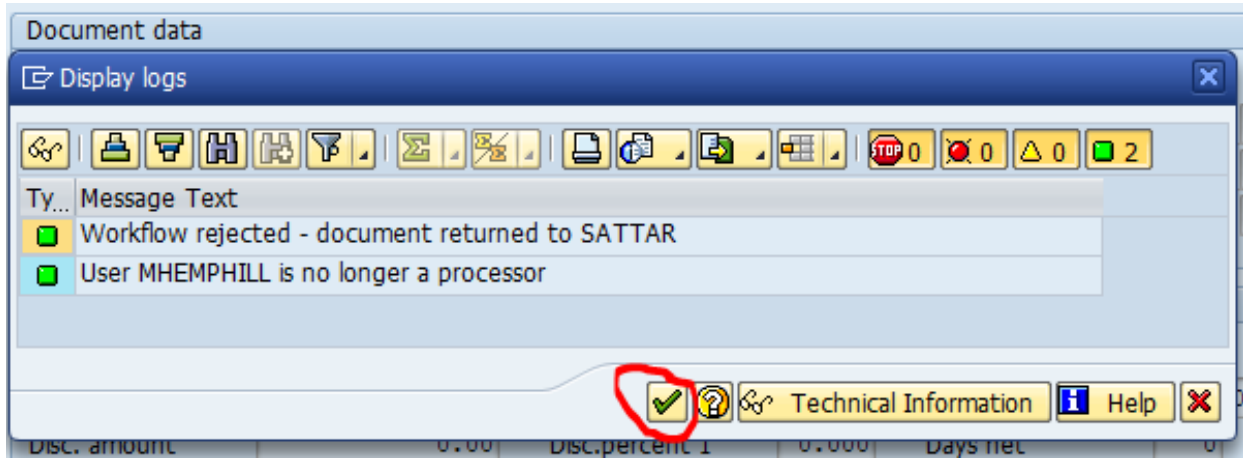 Document data
Display logs
STOP 0 0 0 2
Ty... Message Text
Workflow rejected - document returned to SATTAR
User MHEMPHILL is no longer a processor
Technical Information Help
Disc. amount 0.00 Disc.percent 1 0.000 Days net 0